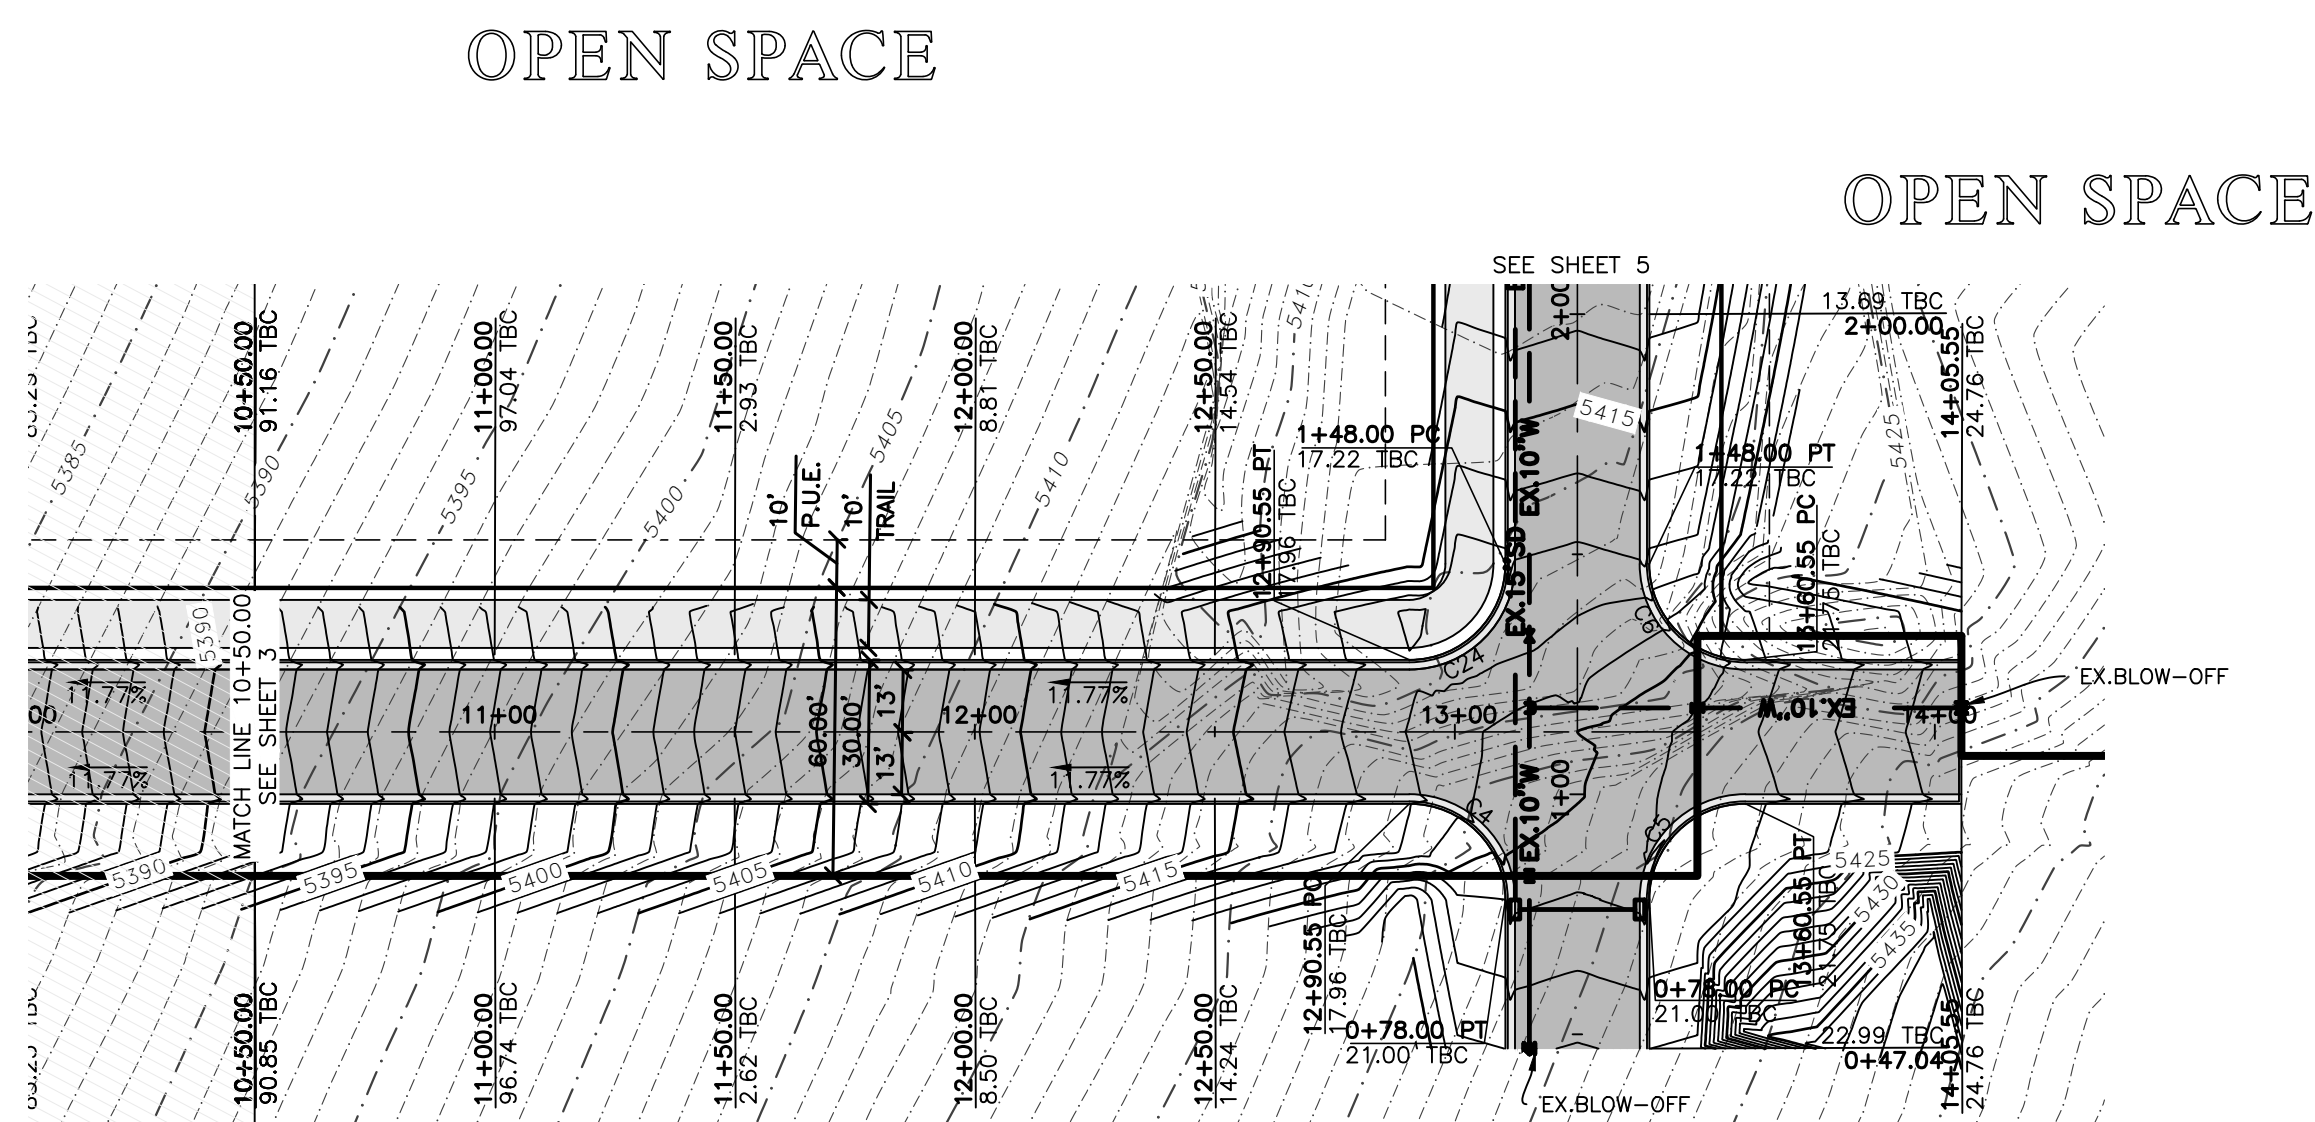 OPEN SPACE
OPEN SPACE
SEE SHEET 5
13.69 TBC
2+00.00
2+00
10+50.00
91.16 TBC
11+00.00
97.04 TBC
11+50.00
2.93 TBC
12+00.00
8.81 TBC
12+50.00
14.54 TBC
14+05.55
24.76 TBC
5385
5390
5395
5400
5405
5410
5410
5415
5425
1+48.00 PC
17.22 TBC
1+48.00 PT
17.22 TBC
12+90.55 PT
17.96 TBC
13+60.55 PC
21.75 TBC
10'
P.U.E.
10'
TRAIL
EX.15"SD
EX.10"W
C6
C24
5390
MATCH LINE 10+50.00
SEE SHEET 3
11.77%
11.77%
00
11+00
12+00
13+00
14+00
60.00'
30.00'
13'
13'
11.77%
11.77%
EX.10"W
EX.BLOW-OFF
EX.10"W
1+00
C4
C5
5390
5395
5400
5405
5410
5415
5425
5430
5435
12+90.55 PC
17.96 TBC
13+60.55 PT
21.75 TBC
0+78.00 PC
21.00 TBC
0+78.00 PT
21.00 TBC
22.99 TBC
0+47.04
10+50.00
90.85 TBC
11+00.00
96.74 TBC
11+50.00
2.62 TBC
12+00.00
8.50 TBC
12+50.00
14.24 TBC
14+05.55
24.76 TBC
EX.BLOW-OFF